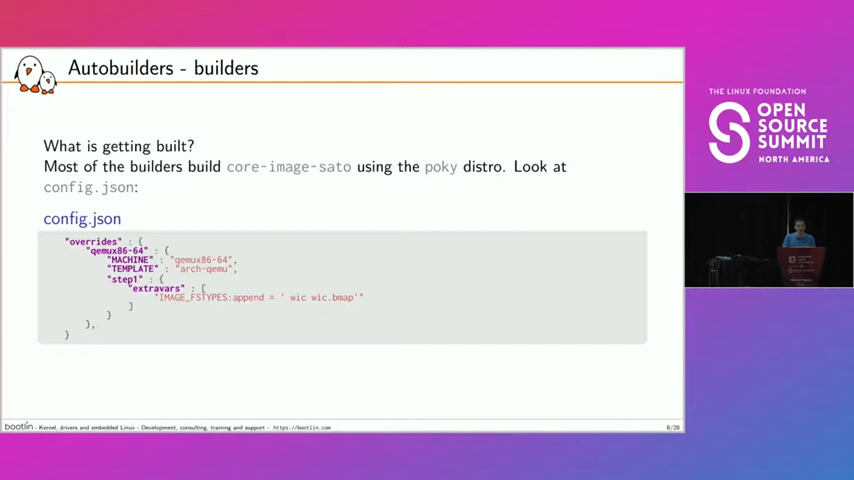 Autobuilders - builders
What is getting built?
Most of the builders build core-image-sato using the poky distro. Look at
config.json:
config.json
"overrides" : {
"qemux86-64" : {
"MACHINE" : "qemux86-64",
"TEMPLATE" : "arch-qemu",
"step1" : {
"extravars" : [
"IMAGE_FSTYPES:append = ' wic wic.bmap'"
]
}
},
}
bootlin - Kernel, drivers and embedded Linux - Development, consulting, training and support - https://bootlin.com
8/28
THE LINUX FOUNDATION
OPEN
SOURCE
SUMMIT
NORTH AMERICA